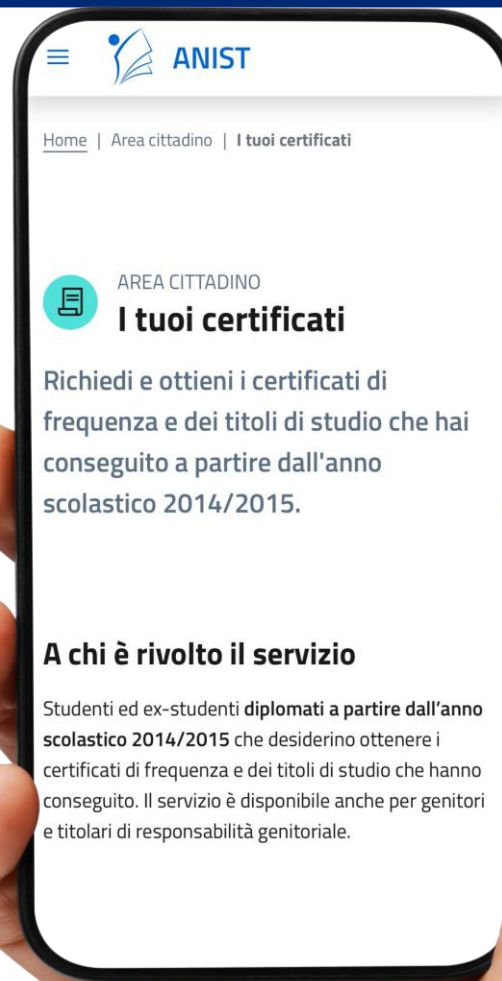 ANIST
Home | Area cittadino | I tuoi certificati
AREA CITTADINO
I tuoi certificati
Richiedi e ottieni i certificati di
frequenza e dei titoli di studio che hai
conseguito a partire dall'anno
scolastico 2014/2015.
A chi è rivolto il servizio
Studenti ed ex-studenti diplomati a partire dall’anno
scolastico 2014/2015 che desiderino ottenere i
certificati di frequenza e dei titoli di studio che hanno
conseguito. Il servizio è disponibile anche per genitori
e titolari di responsabilità genitoriale.